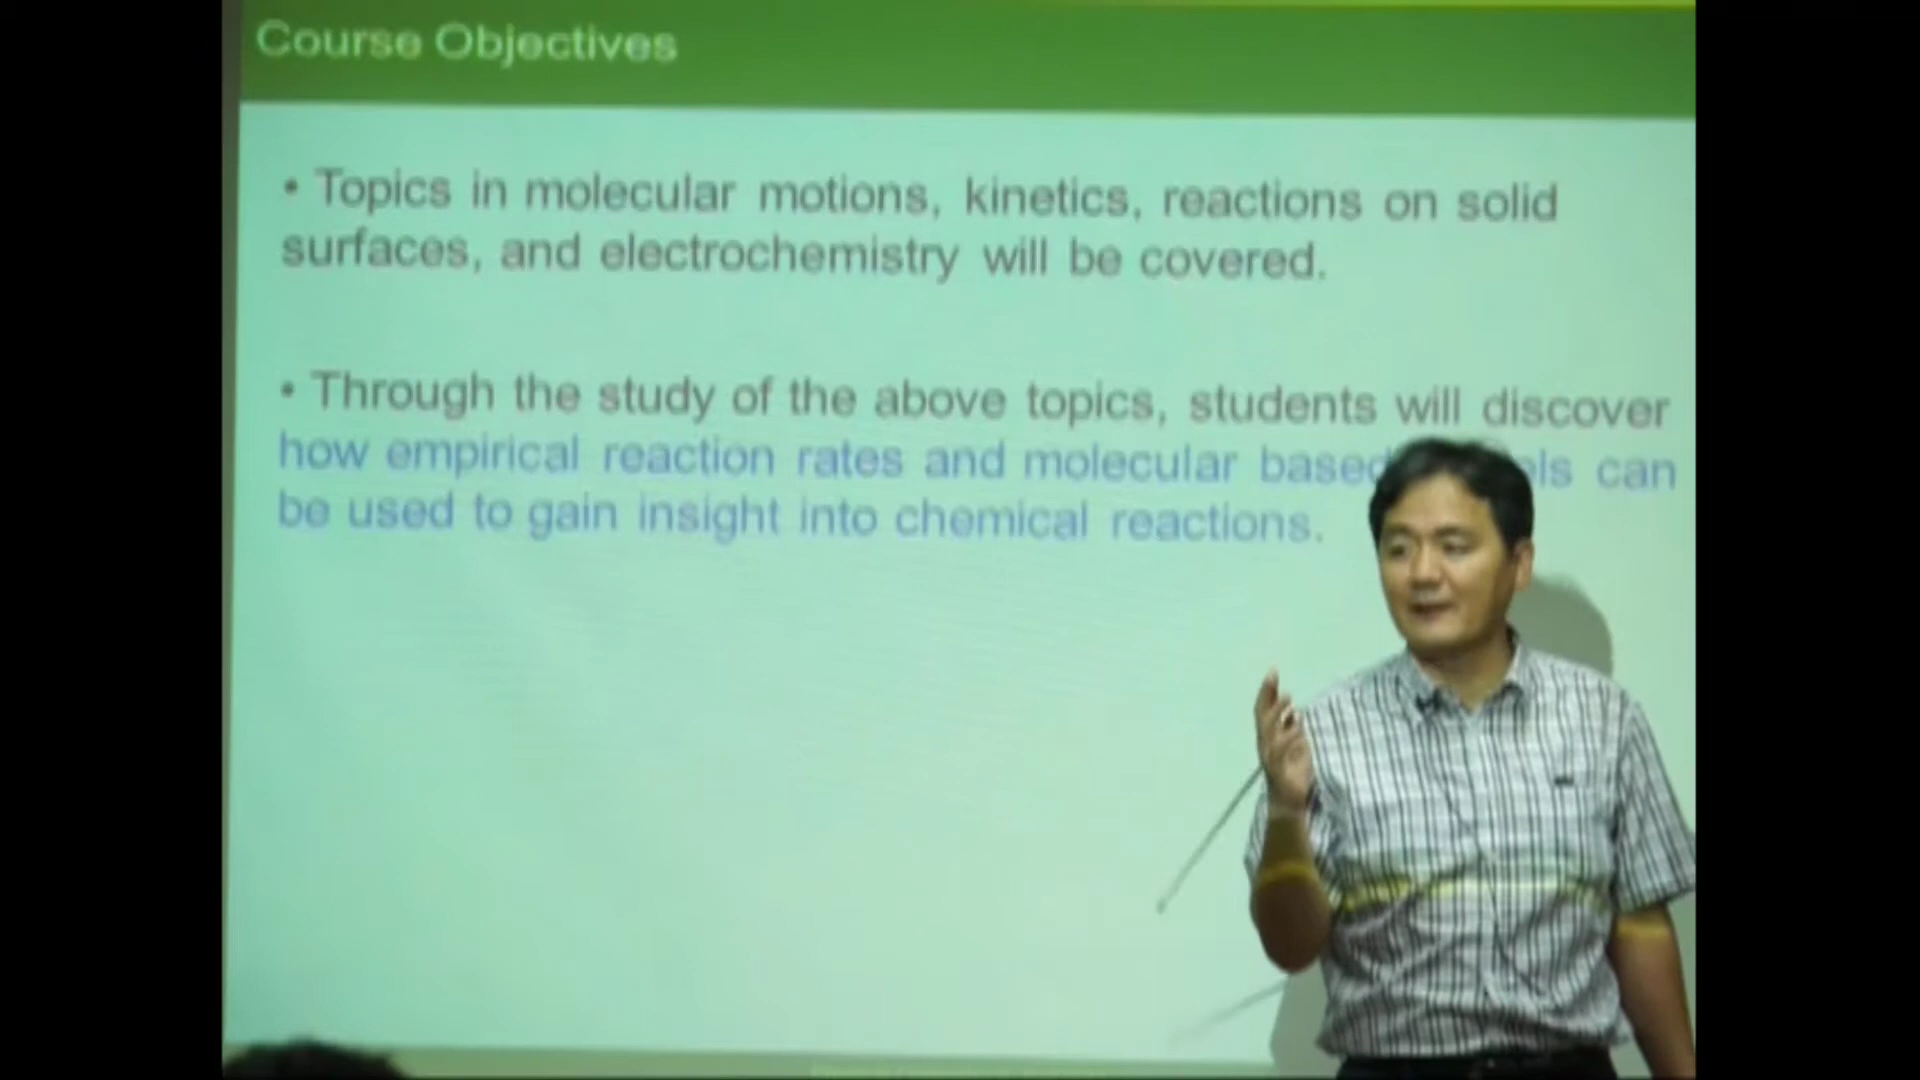 Course Objectives
• Topics in molecular motions, kinetics, reactions on solid
surfaces, and electrochemistry will be covered.
• Through the study of the above topics, students will discover
how empirical reaction rates and molecular based can
be used to gain insight into chemical reactions.